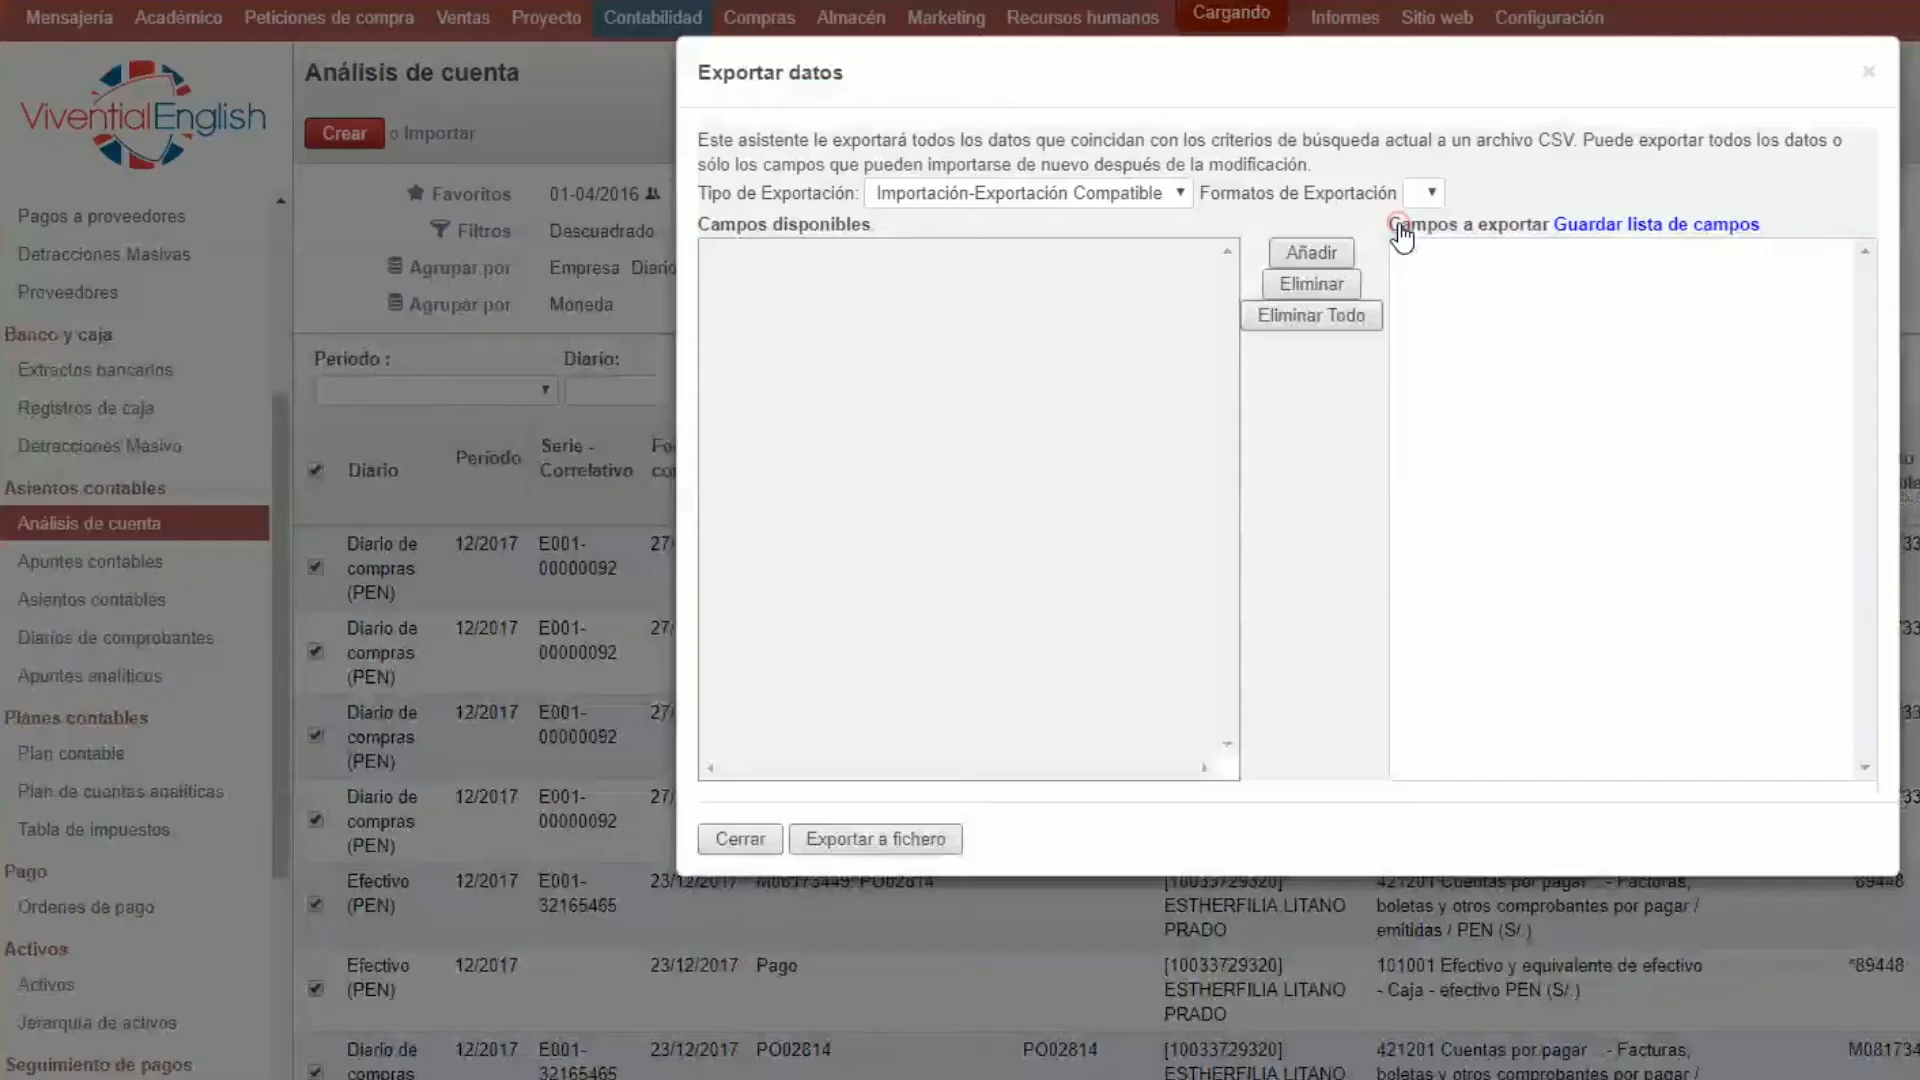 Mensajería Académico Peticiones de compra Ventas Proyecto Contabilidad Compras Almacén Marketing Recursos humanos Cargando Informes Sitio web Configuración
ViventialEnglish
Análisis de cuenta
Crear o Importar
Favoritos 01-04/2016
Filtros Descuadrado
Agrupar por Empresa Diario
Agrupar por Moneda
Periodo : Diario:
Diario Periodo Serie - Correlativo
Pagos a proveedores
Detracciones Masivas
Proveedores
Banco y caja
Extractos bancarios
Registros de caja
Detracciones Masivo
Asientos contables
Análisis de cuenta
Apuntes contables
Asientos contables
Diarios de comprobantes
Apuntes analíticos
Planes contables
Plan contable
Plan de cuentas analíticas
Tabla de impuestos
Pago
Ordenes de pago
Activos
Activos
Jerarquía de activos
Seguimiento de pagos
Exportar datos
×
Este asistente le exportará todos los datos que coincidan con los criterios de búsqueda actual a un archivo CSV. Puede exportar todos los datos o
sólo los campos que pueden importarse de nuevo después de la modificación.
Tipo de Exportación: Importación-Exportación Compatible Formatos de Exportación
Campos disponibles Campos a exportar Guardar lista de campos
Añadir
Eliminar
Eliminar Todo
Cerrar Exportar a fichero
Diario de 12/2017 E001- 27/
compras 00000092
(PEN)
Diario de 12/2017 E001- 27/
compras 00000092
(PEN)
Diario de 12/2017 E001- 27/
compras 00000092
(PEN)
Diario de 12/2017 E001- 27/
compras 00000092
(PEN)
Efectivo 12/2017 E001- 23/12/2017 M06173449: PO02814 [10033729320] 421201 Cuentas por pagar ... - Facturas, 69448
(PEN) 32165465 ESTHERFILIA LITANO boletas y otros comprobantes por pagar /
PRADO emitidas / PEN (S/.)
Efectivo 12/2017 23/12/2017 Pago [10033729320] 101001 Efectivo y equivalente de efectivo *89448
(PEN) ESTHERFILIA LITANO - Caja - efectivo PEN (S/.)
PRADO
Diario de 12/2017 E001- 23/12/2017 PO02814 PO02814 [10033729320] 421201 Cuentas por pagar ... - Facturas, M081734
compras 32165465 ESTHERFILIA LITANO boletas y otros comprobantes por pagar /